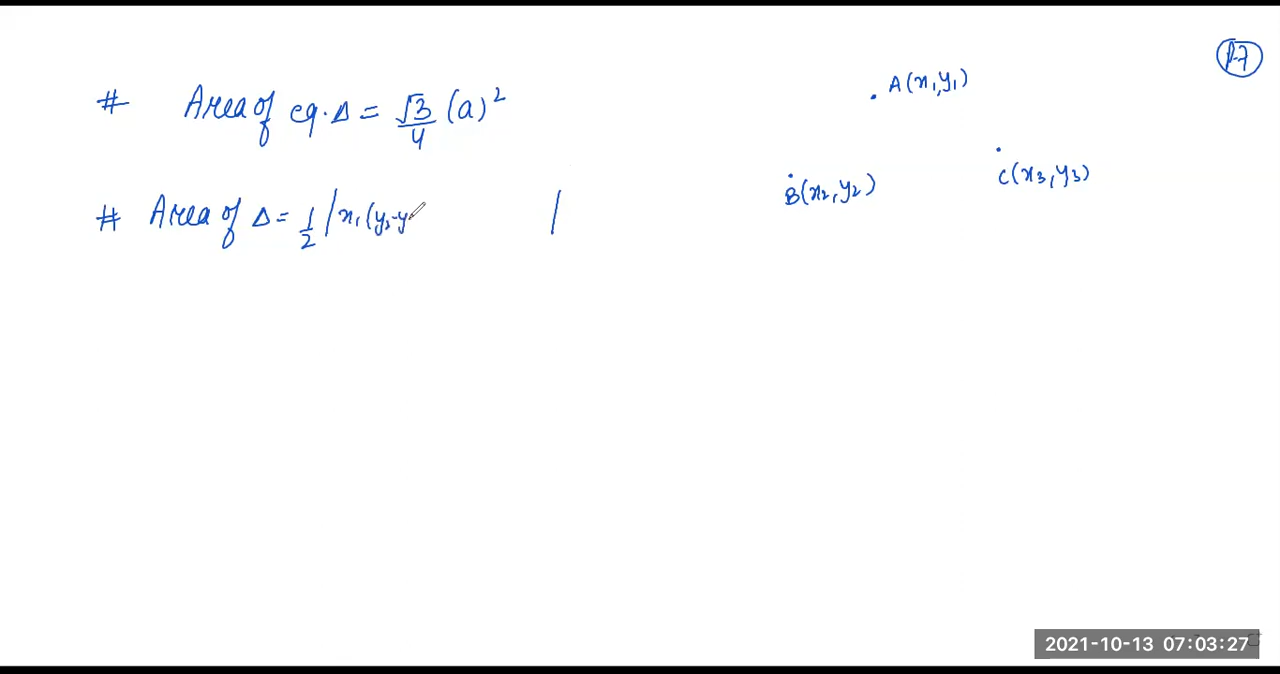 P-7
A(x₁,y₁)
# Area of eq. Δ = √3/4 (a)²
B(x₂,y₂)
C(x₃,y₃)
# Area of Δ = 1/2 |x₁(y₂-y |
2021-10-13 07:03:27